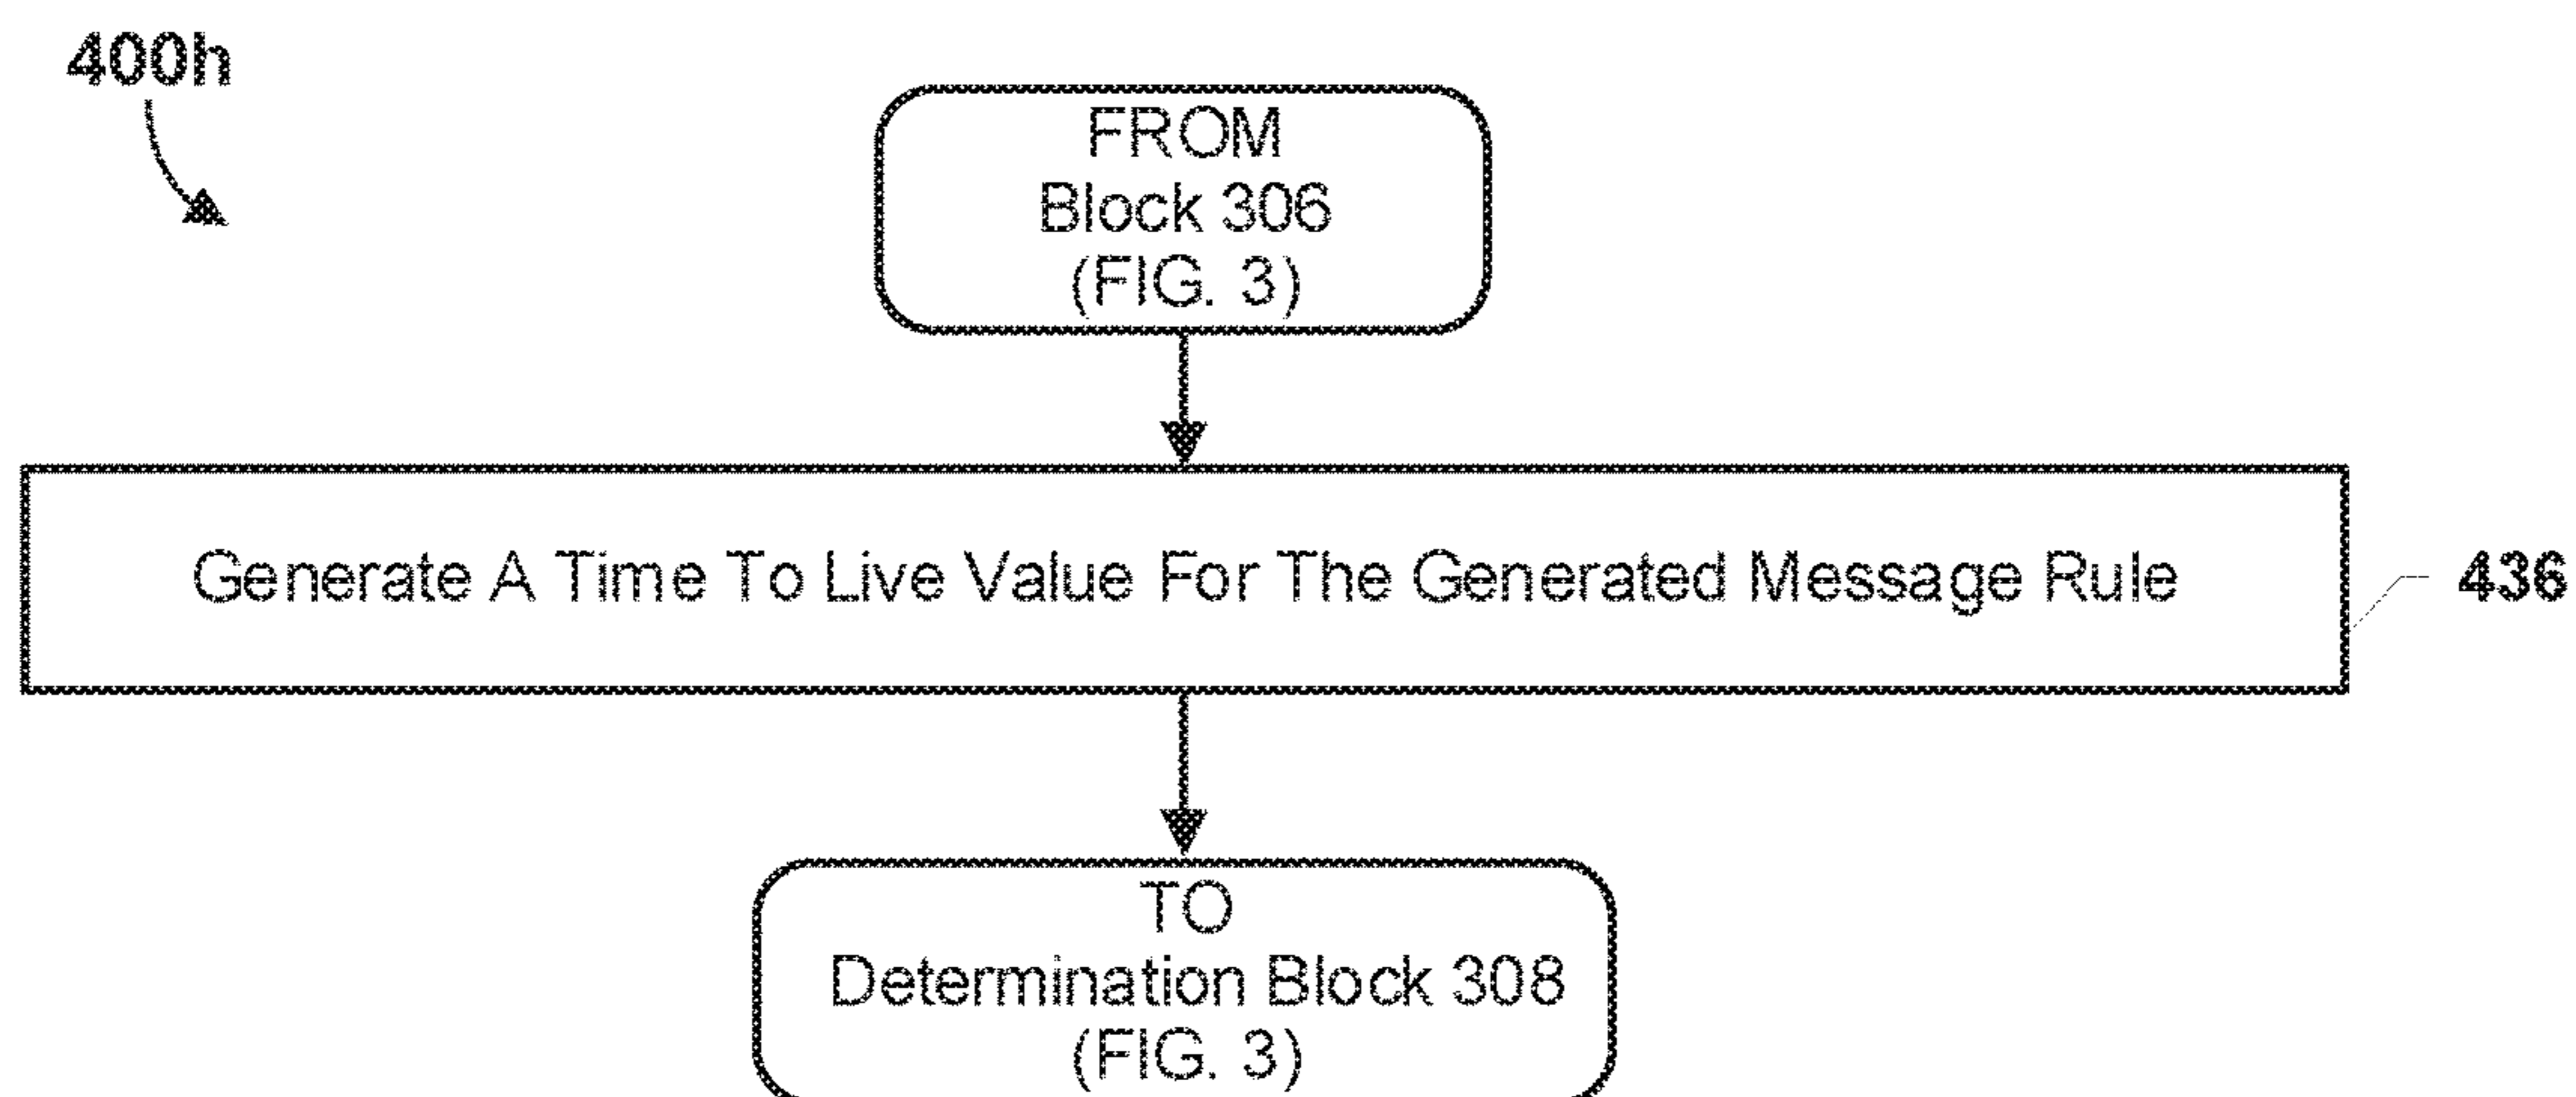 400h
FROM
Block 306
(FIG. 3)
Generate A Time To Live Value For The Generated Message Rule
436
TO
Determination Block 308
(FIG. 3)